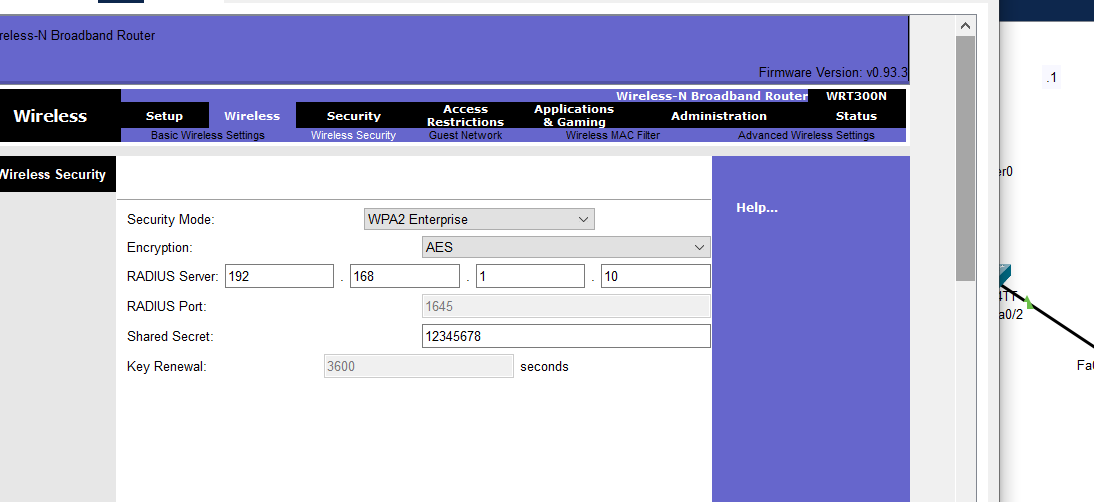 reless-N Broadband Router
Firmware Version: v0.93.3
.1
Wireless-N Broadband Router WRT300N
Wireless
Setup Wireless Security Access Restrictions Applications & Gaming Administration Status
Basic Wireless Settings Wireless Security Guest Network Wireless MAC Filter Advanced Wireless Settings
Wireless Security
er0
Help...
Security Mode: WPA2 Enterprise
Encryption: AES
RADIUS Server: 192 . 168 . 1 . 10
RADIUS Port: 1645
4TT
a0/2
Shared Secret: 12345678
Key Renewal: 3600 seconds
Fa0